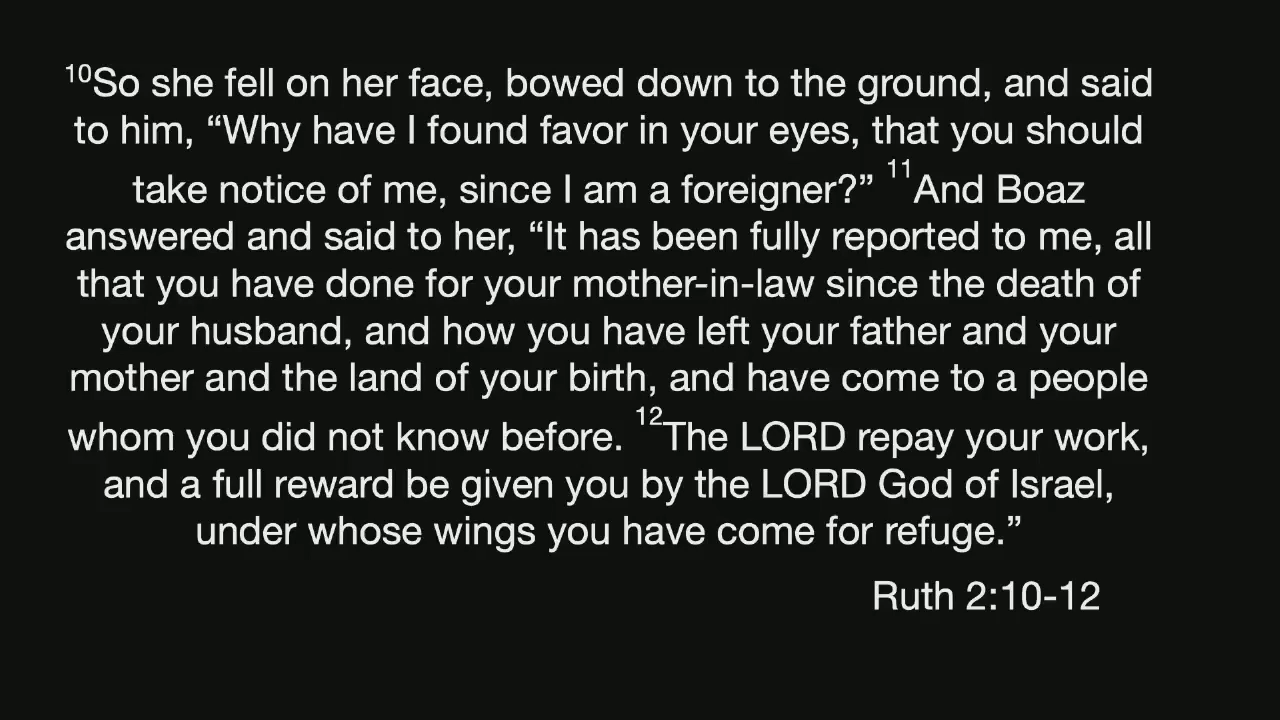 ¹⁰So she fell on her face, bowed down to the ground, and said
to him, “Why have I found favor in your eyes, that you should
take notice of me, since I am a foreigner?” ¹¹And Boaz
answered and said to her, “It has been fully reported to me, all
that you have done for your mother-in-law since the death of
your husband, and how you have left your father and your
mother and the land of your birth, and have come to a people
whom you did not know before. ¹²The LORD repay your work,
and a full reward be given you by the LORD God of Israel,
under whose wings you have come for refuge.”
Ruth 2:10-12